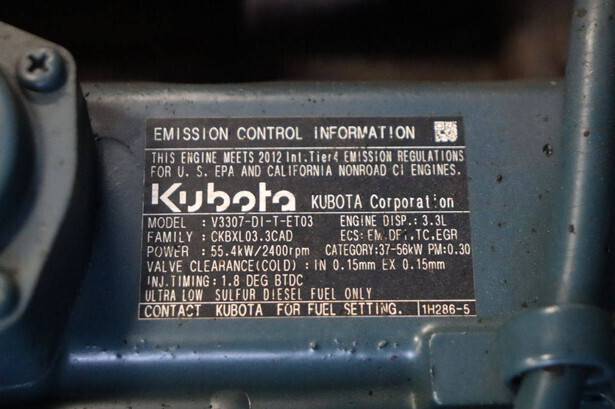 EMISSION CONTROL INFORMATION
THIS ENGINE MEETS 2012 Int.Tier4 EMISSION REGULATIONS
FOR U. S. EPA AND CALIFORNIA NONROAD CI ENGINES.
Kubota KUBOTA Corporation
MODEL : V3307-DI-T-ET03 ENGINE DISP.: 3.3L
FAMILY : CKBXL03.3CAD ECS: EM, TC, EGR
POWER : 55.4kW/2400rpm CATEGORY:37-56kW PM:0.30
VALVE CLEARANCE(COLD) : IN 0.15mm EX 0.15mm
INJ.TIMING : 1.8 DEG BTDC
ULTRA LOW SULFUR DIESEL FUEL ONLY
CONTACT KUBOTA FOR FUEL SETTING. 1H286-5